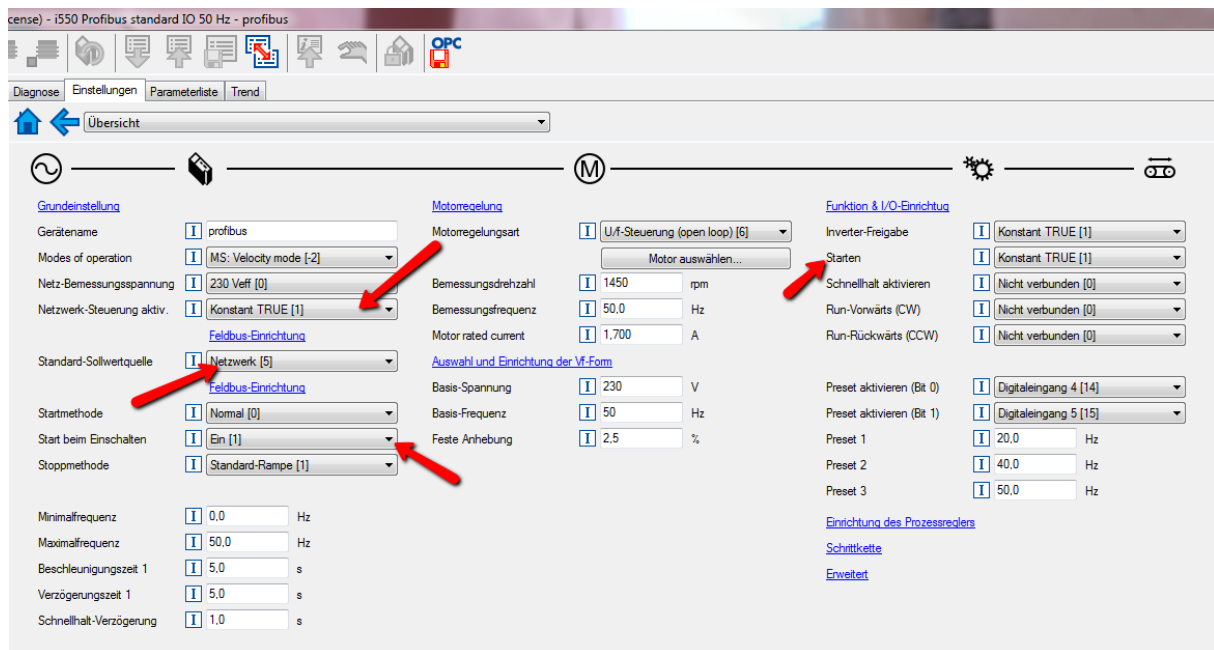 cense) - i550 Profibus standard IO 50 Hz - profibus
OPC
Diagnose Einstellungen Parameterliste Trend
Übersicht
M
Grundeinstellung
Gerätename I profibus
Modes of operation I MS: Velocity mode [-2]
Netz-Bemessungsspannung I 230 Veff [0]
Netzwerk-Steuerung aktiv. I Konstant TRUE [1]
Feldbus-Einrichtung
Standard-Sollwertquelle I Netzwerk [5]
Feldbus-Einrichtung
Startmethode I Normal [0]
Start beim Einschalten I Ein [1]
Stoppmethode I Standard-Rampe [1]
Minimalfrequenz I 0,0 Hz
Maximalfrequenz I 50,0 Hz
Beschleunigungszeit 1 I 5,0 s
Verzögerungszeit 1 I 5,0 s
Schnellhalt-Verzögerung I 1,0 s
Motorregelung
Motorregelungsart I U/f-Steuerung (open loop) [6]
Motor auswählen...
Bemessungsdrehzahl I 1450 rpm
Bemessungsfrequenz I 50,0 Hz
Motor rated current I 1,700 A
Auswahl und Einrichtung der Vf-Form
Basis-Spannung I 230 V
Basis-Frequenz I 50 Hz
Feste Anhebung I 2,5 %
Funktion & I/O-Einrichtug
Inverter-Freigabe I Konstant TRUE [1]
Starten I Konstant TRUE [1]
Schnellhalt aktivieren I Nicht verbunden [0]
Run-Vorwärts (CW) I Nicht verbunden [0]
Run-Rückwärts (CCW) I Nicht verbunden [0]
Preset aktivieren (Bit 0) I Digitaleingang 4 [14]
Preset aktivieren (Bit 1) I Digitaleingang 5 [15]
Preset 1 I 20,0 Hz
Preset 2 I 40,0 Hz
Preset 3 I 50,0 Hz
Einrichtung des Prozessreglers
Schrittkette
Erweitert